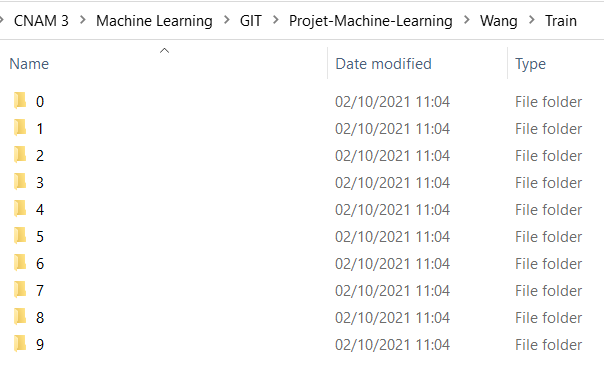 CNAM 3 > Machine Learning > GIT > Projet-Machine-Learning > Wang > Train
Name Date modified Type
0 02/10/2021 11:04 File folder
1 02/10/2021 11:04 File folder
2 02/10/2021 11:04 File folder
3 02/10/2021 11:04 File folder
4 02/10/2021 11:04 File folder
5 02/10/2021 11:04 File folder
6 02/10/2021 11:04 File folder
7 02/10/2021 11:04 File folder
8 02/10/2021 11:04 File folder
9 02/10/2021 11:04 File folder